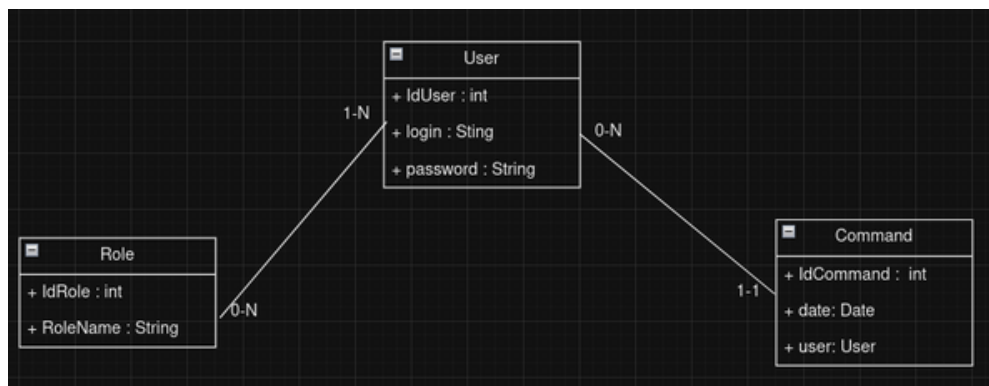 User
+ IdUser : int
+ login : Sting
+ password : String
1-N
0-N
Role
+ IdRole : int
+ RoleName : String
0-N
Command
+ IdCommand :  int
+ date: Date
+ user: User
1-1